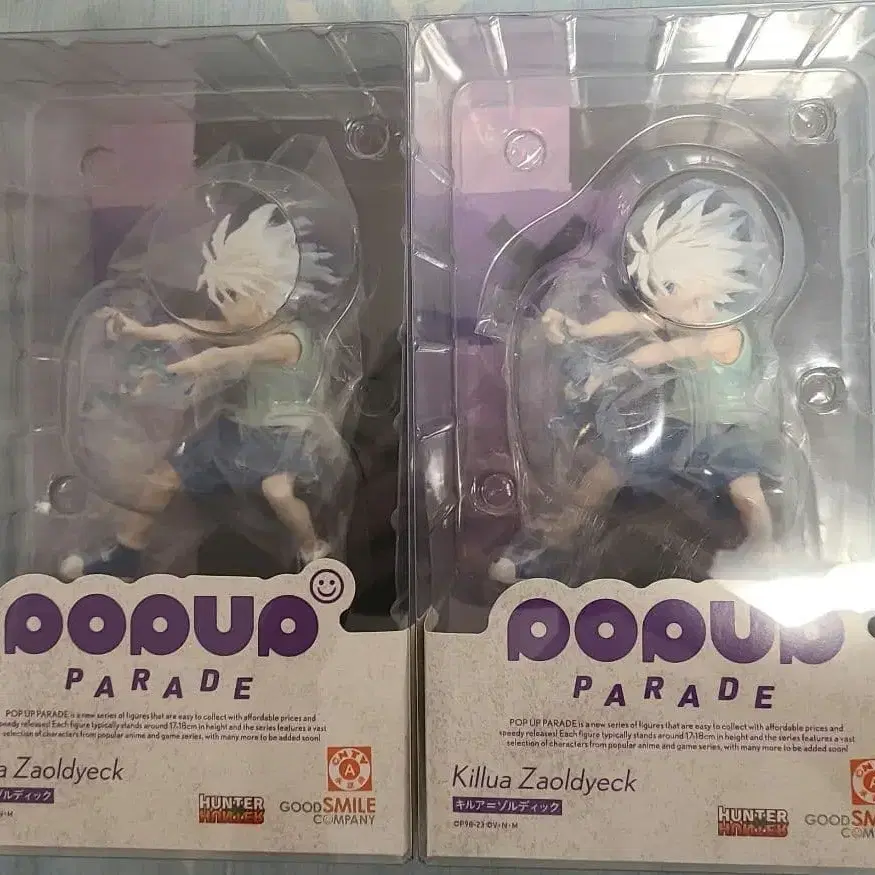 POPUP
PARADE
POP UP PARADE is a new series of figures that are easy to collect with affordable prices and
speedy releases! Each figure typically stands around 17-18cm in height and the series features a vast
selection of characters from popular anime and game series, with many more to be added soon!
a Zaoldyeck
ゾルディック
V・N・M
CNTV
A
HUNTER
HUNTER
GOOD SMILE
COMPANY
POPUP
PARADE
POP UP PARADE is a new series of figures that are easy to collect with affordable prices and
speedy releases! Each figure typically stands around 17-18cm in height and the series features a vast
selection of characters from popular anime and game series, with many more to be added soon!
Killua Zaoldyeck
キルア=ゾルディック
©P98-23 ©V・N・M
HUNTER
HUNTER
GOOD SM
COM